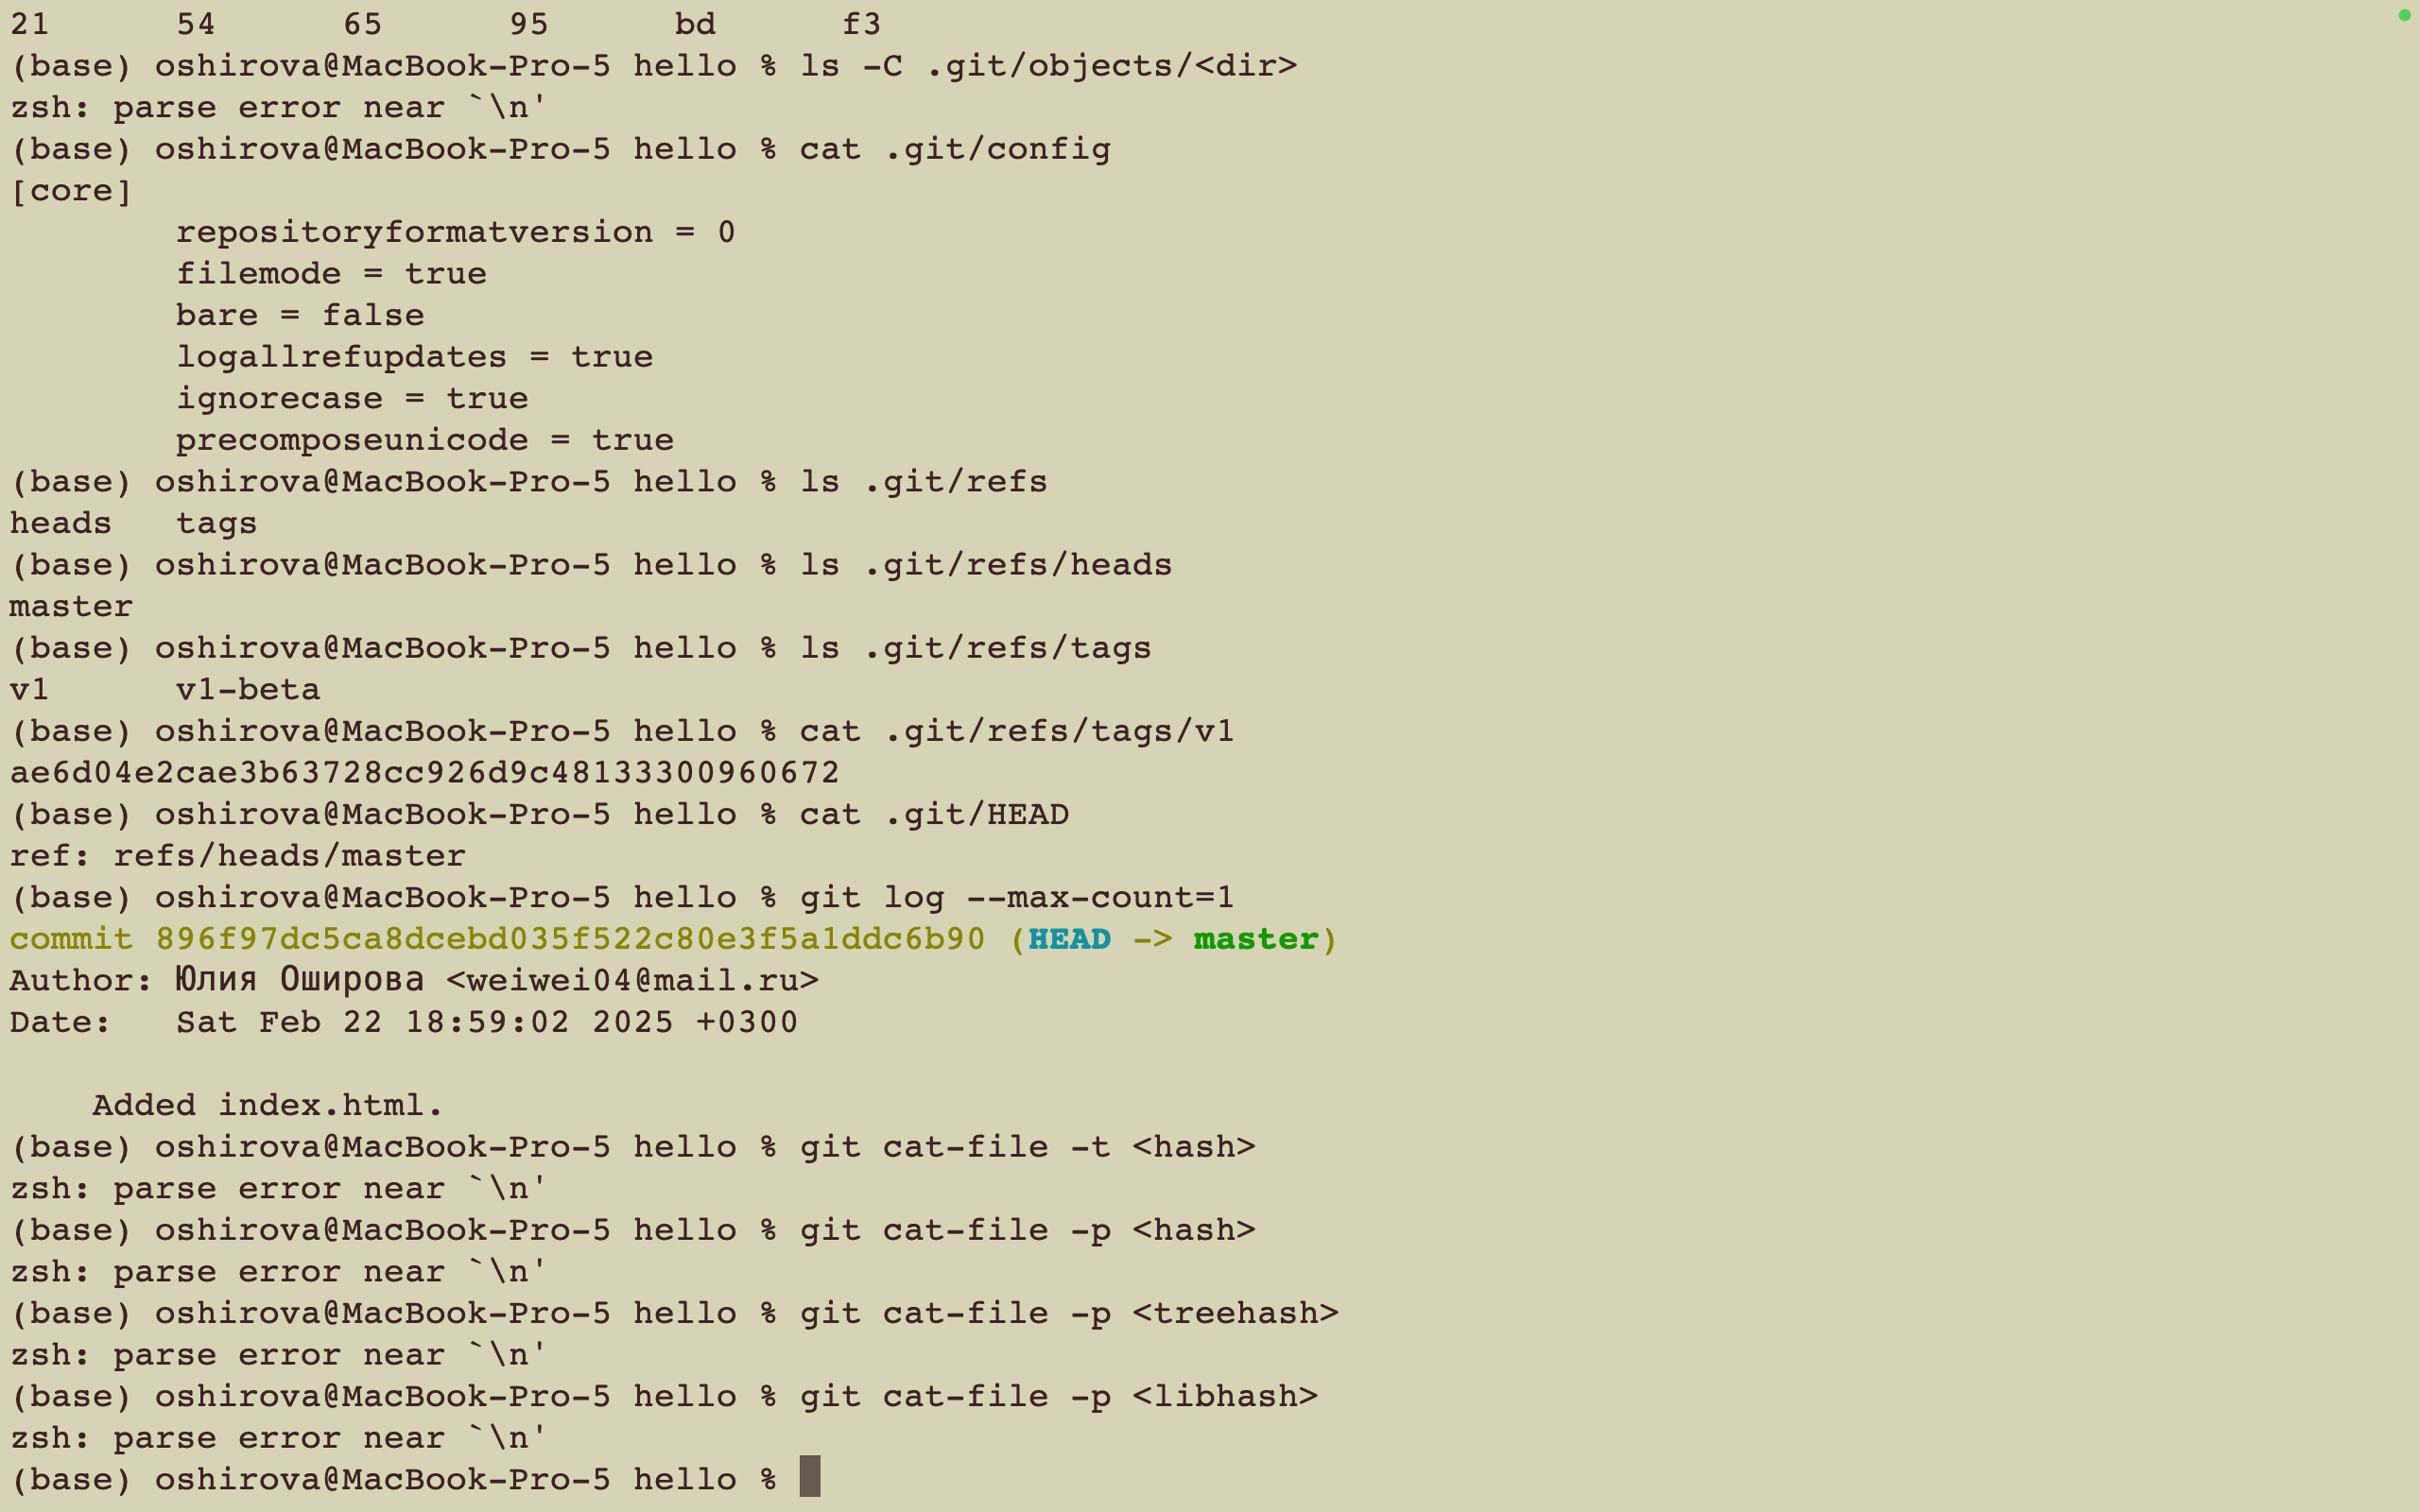 21      54      65      95      bd      f3
(base) oshirova@MacBook-Pro-5 hello % ls -C .git/objects/<dir>
zsh: parse error near `\n'
(base) oshirova@MacBook-Pro-5 hello % cat .git/config
[core]
        repositoryformatversion = 0
        filemode = true
        bare = false
        logallrefupdates = true
        ignorecase = true
        precomposeunicode = true
(base) oshirova@MacBook-Pro-5 hello % ls .git/refs
heads   tags
(base) oshirova@MacBook-Pro-5 hello % ls .git/refs/heads
master
(base) oshirova@MacBook-Pro-5 hello % ls .git/refs/tags
v1      v1-beta
(base) oshirova@MacBook-Pro-5 hello % cat .git/refs/tags/v1
ae6d04e2cae3b63728cc926d9c48133300960672
(base) oshirova@MacBook-Pro-5 hello % cat .git/HEAD
ref: refs/heads/master
(base) oshirova@MacBook-Pro-5 hello % git log --max-count=1
commit 896f97dc5ca8dcebd035f522c80e3f5a1ddc6b90 (HEAD -> master)
Author: Юлия Оширова <weiwei04@mail.ru>
Date:   Sat Feb 22 18:59:02 2025 +0300

    Added index.html.
(base) oshirova@MacBook-Pro-5 hello % git cat-file -t <hash>
zsh: parse error near `\n'
(base) oshirova@MacBook-Pro-5 hello % git cat-file -p <hash>
zsh: parse error near `\n'
(base) oshirova@MacBook-Pro-5 hello % git cat-file -p <treehash>
zsh: parse error near `\n'
(base) oshirova@MacBook-Pro-5 hello % git cat-file -p <libhash>
zsh: parse error near `\n'
(base) oshirova@MacBook-Pro-5 hello %